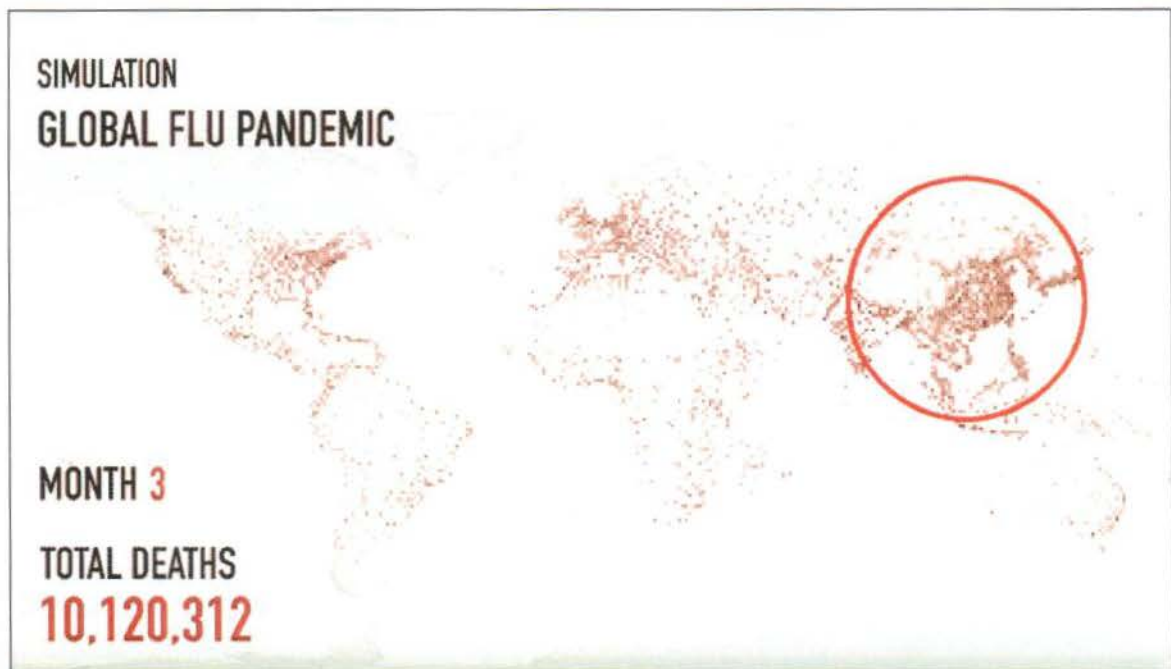 SIMULATION
GLOBAL FLU PANDEMIC
MONTH 3
TOTAL DEATHS
10,120,312